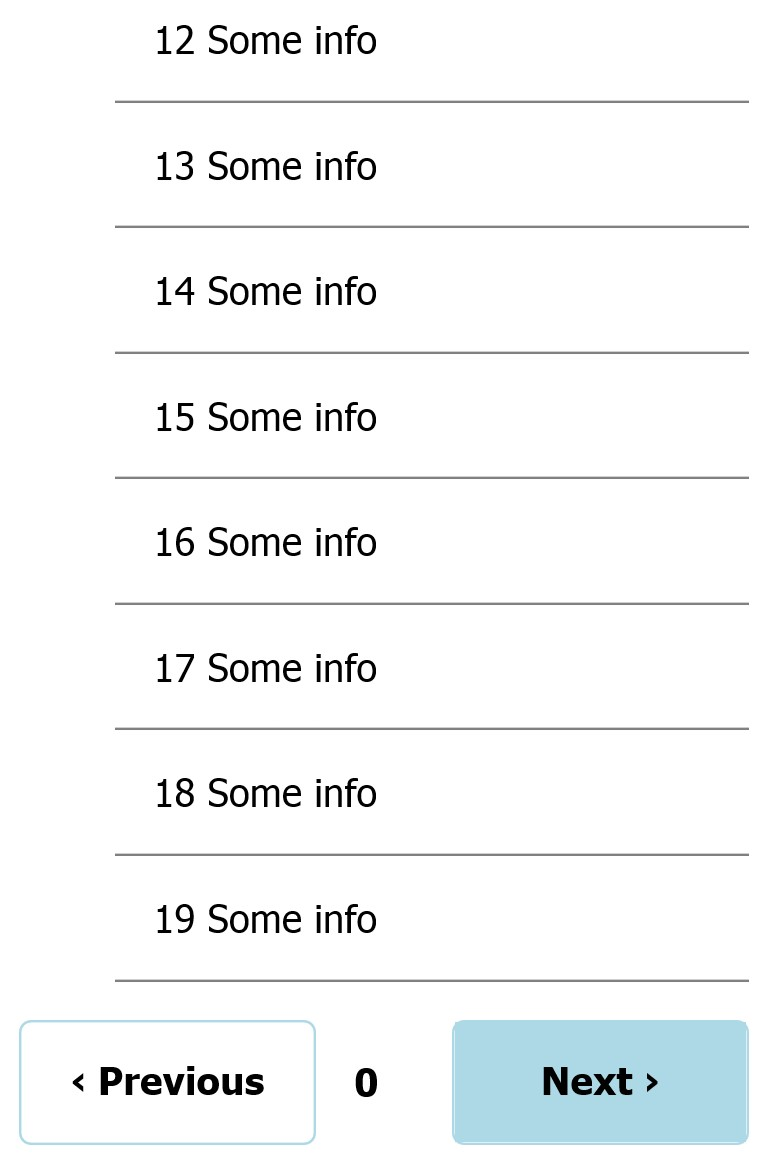 12 Some info
13 Some info
14 Some info
15 Some info
16 Some info
17 Some info
18 Some info
19 Some info
‹ Previous 0 Next ›